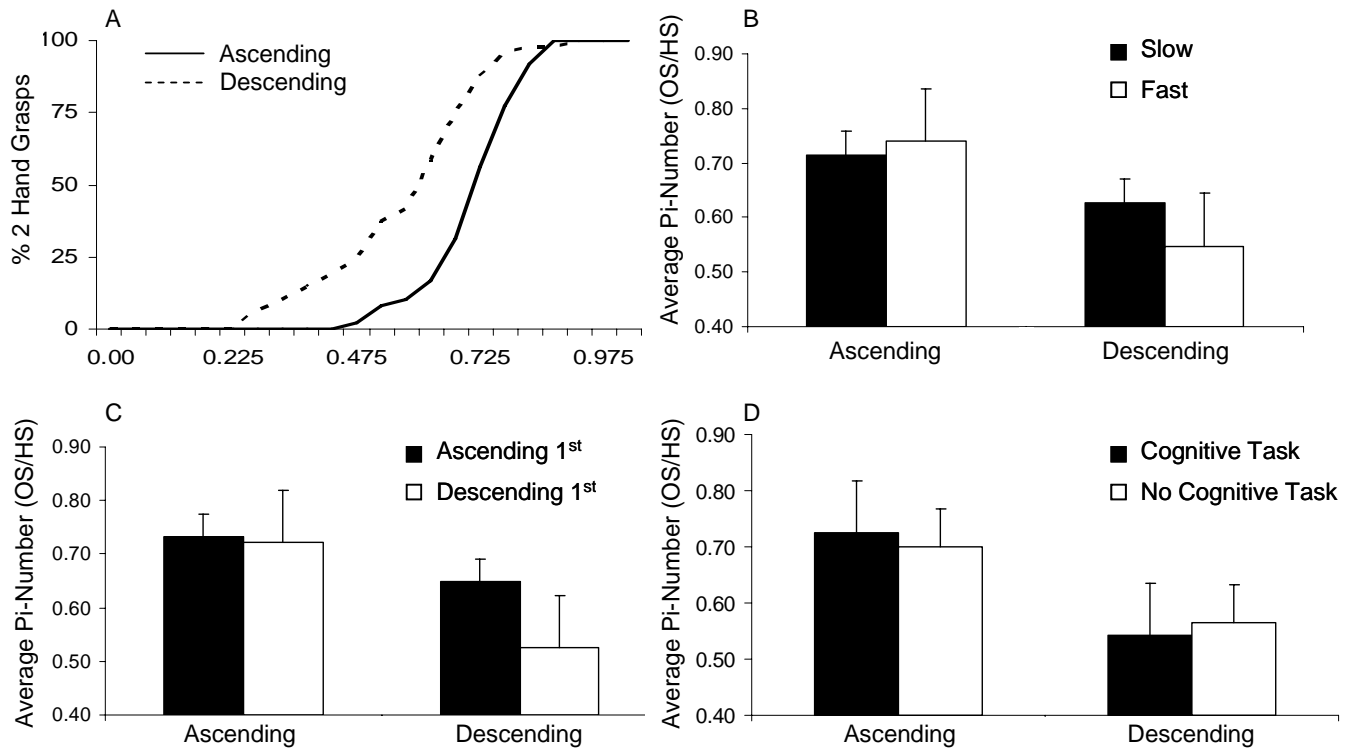 A
% 2 Hand Grasps
100
75
50
25
0
Ascending
Descending
0.00 0.225 0.475 0.725 0.975
B
Average Pi-Number (OS/HS)
0.90
0.80
0.70
0.60
0.50
0.40
Slow
Fast
Ascending Descending
C
Average Pi-Number (OS/HS)
0.90
0.80
0.70
0.60
0.50
0.40
Ascending 1st
Descending 1st
Ascending Descending
D
Average Pi-Number (OS/HS)
0.90
0.80
0.70
0.60
0.50
0.40
Cognitive Task
No Cognitive Task
Ascending Descending